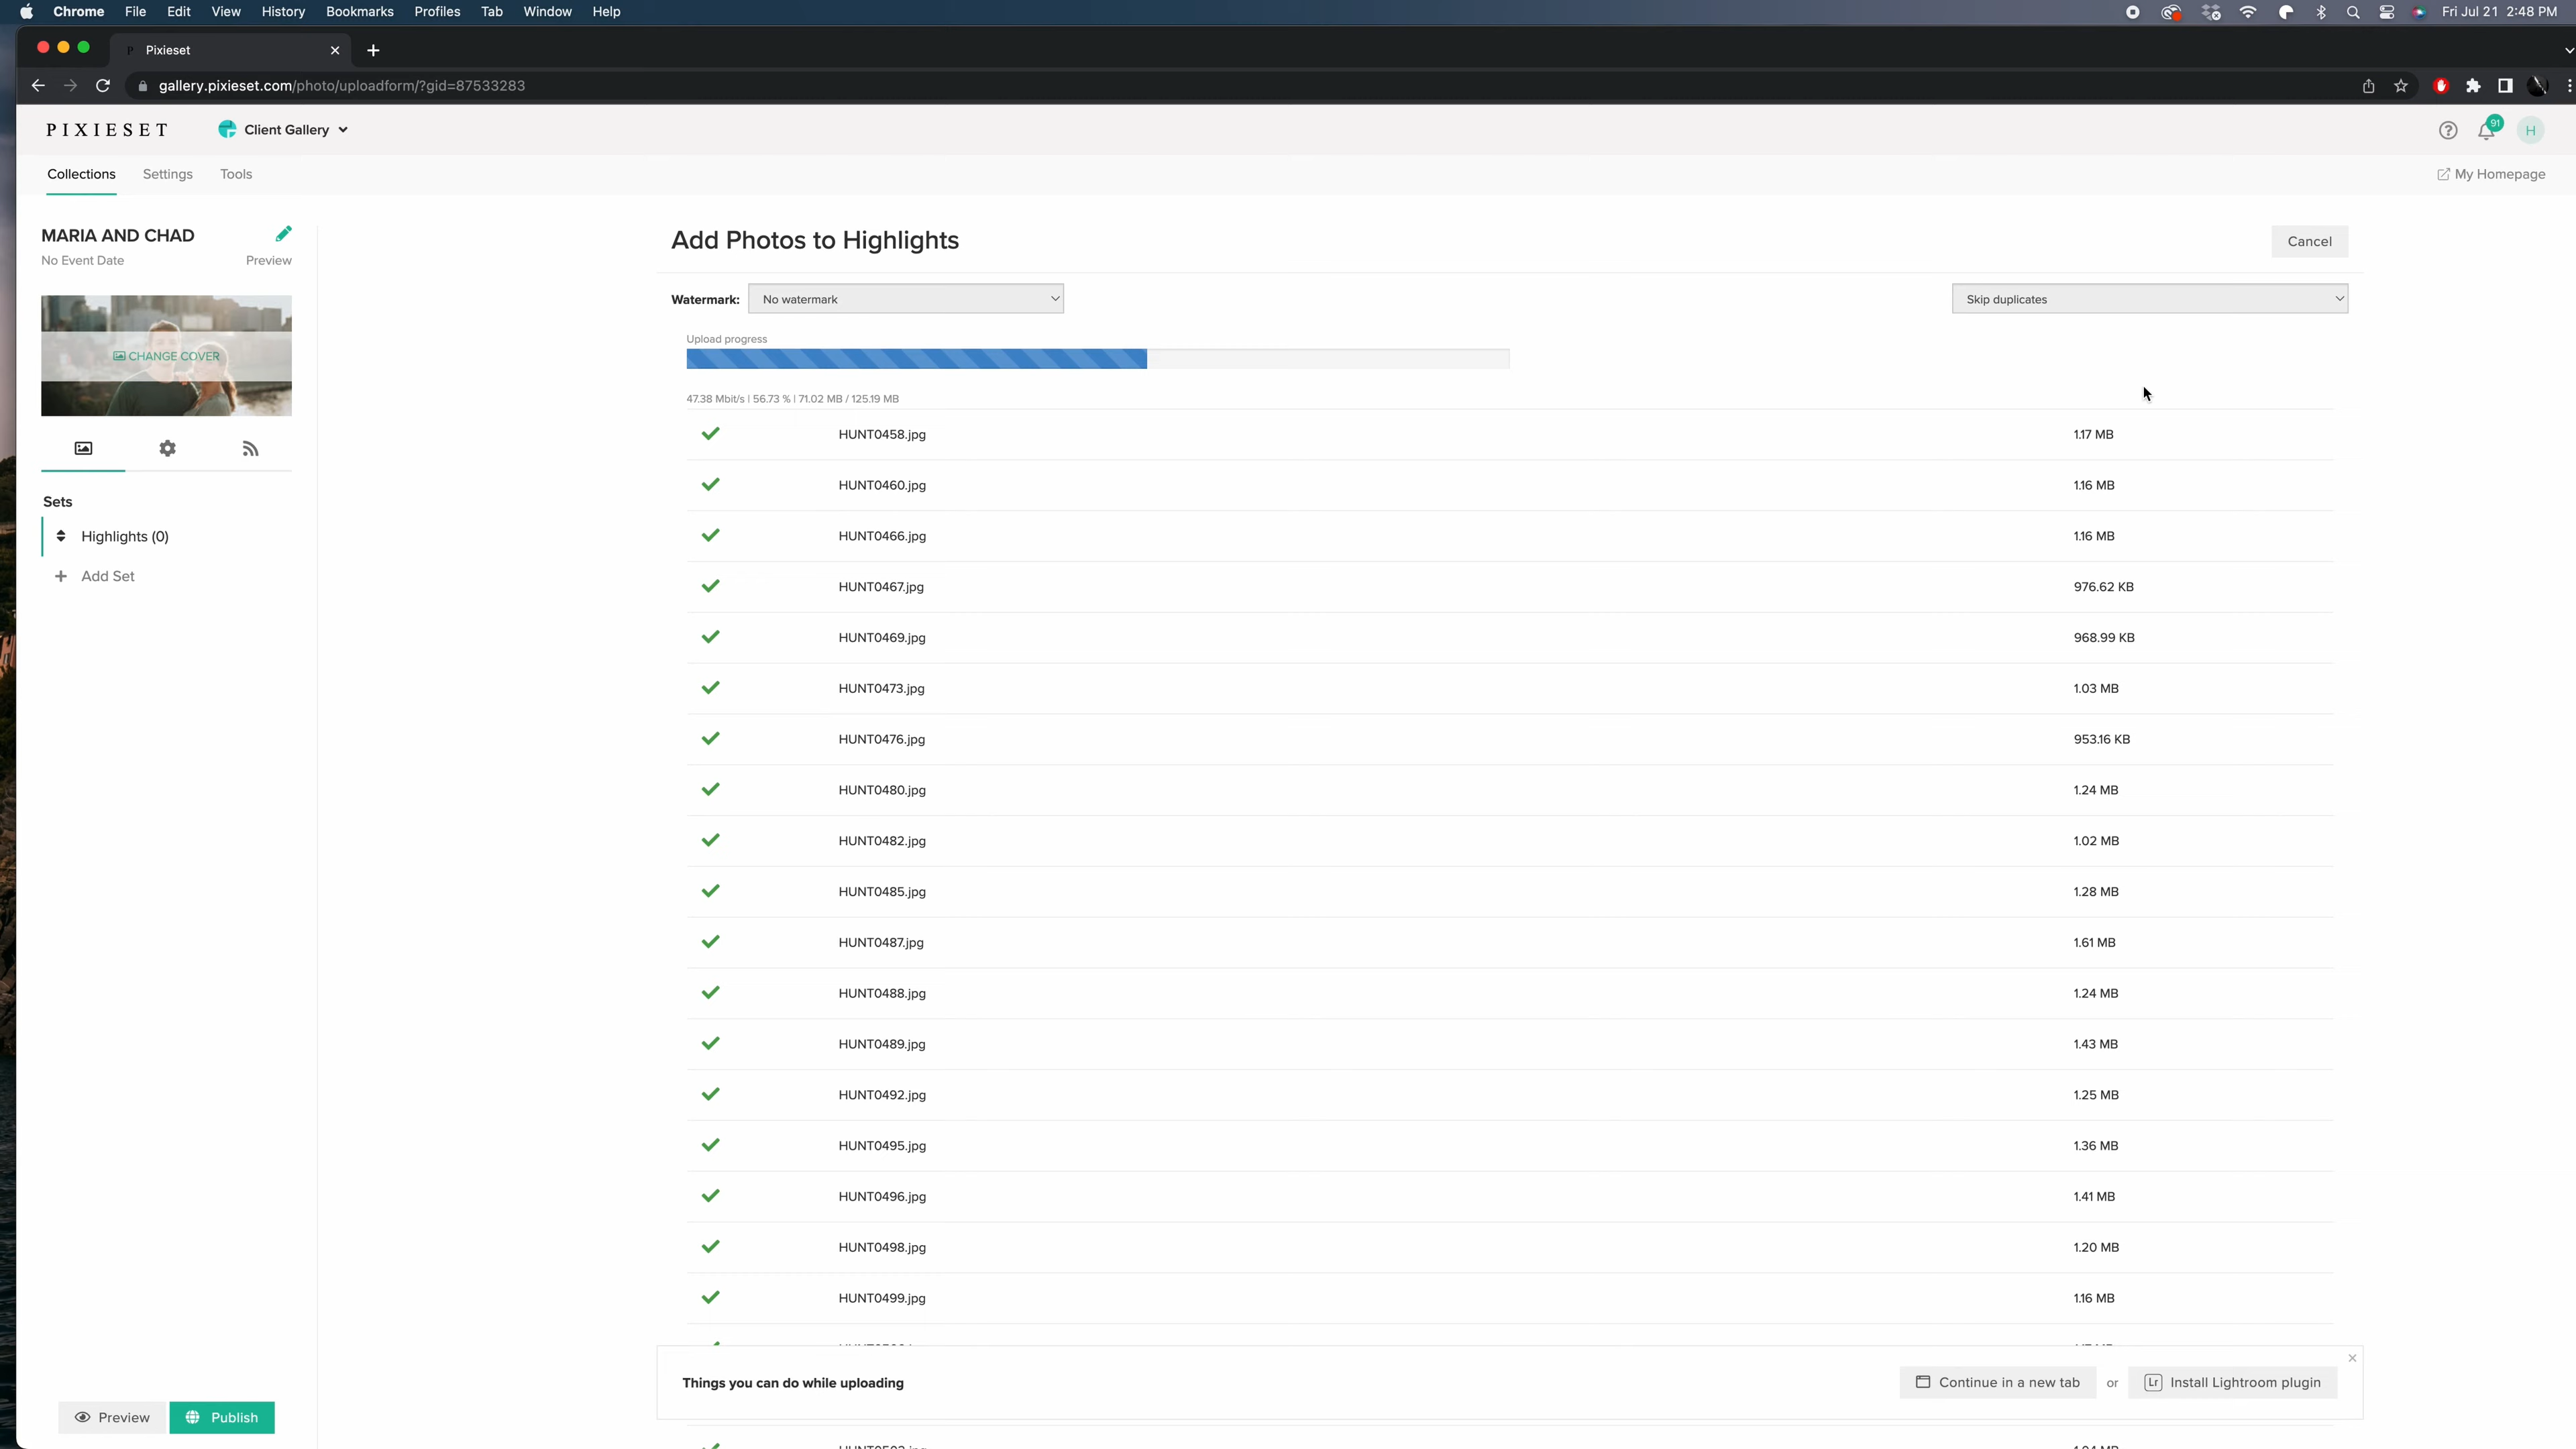 Chrome File Edit View History Bookmarks Profiles Tab Window Help Fri Jul 21 2:48 PM
Pixieset
gallery.pixieset.com/photo/uploadform/?gid=87533283
PIXIESET Client Gallery 91 H
Collections Settings Tools My Homepage
MARIA AND CHAD
No Event Date Preview
CHANGE COVER
Sets
Highlights (0)
Add Set
Preview Publish
Add Photos to Highlights Cancel
Watermark: No watermark Skip duplicates
Upload progress
47.38 Mbit/s | 56.73 % | 71.02 MB / 125.19 MB
HUNT0458.jpg 1.17 MB
HUNT0460.jpg 1.16 MB
HUNT0466.jpg 1.16 MB
HUNT0467.jpg 976.62 KB
HUNT0469.jpg 968.99 KB
HUNT0473.jpg 1.03 MB
HUNT0476.jpg 953.16 KB
HUNT0480.jpg 1.24 MB
HUNT0482.jpg 1.02 MB
HUNT0485.jpg 1.28 MB
HUNT0487.jpg 1.61 MB
HUNT0488.jpg 1.24 MB
HUNT0489.jpg 1.43 MB
HUNT0492.jpg 1.25 MB
HUNT0495.jpg 1.36 MB
HUNT0496.jpg 1.41 MB
HUNT0498.jpg 1.20 MB
HUNT0499.jpg 1.16 MB
Things you can do while uploading Continue in a new tab or Lr Install Lightroom plugin